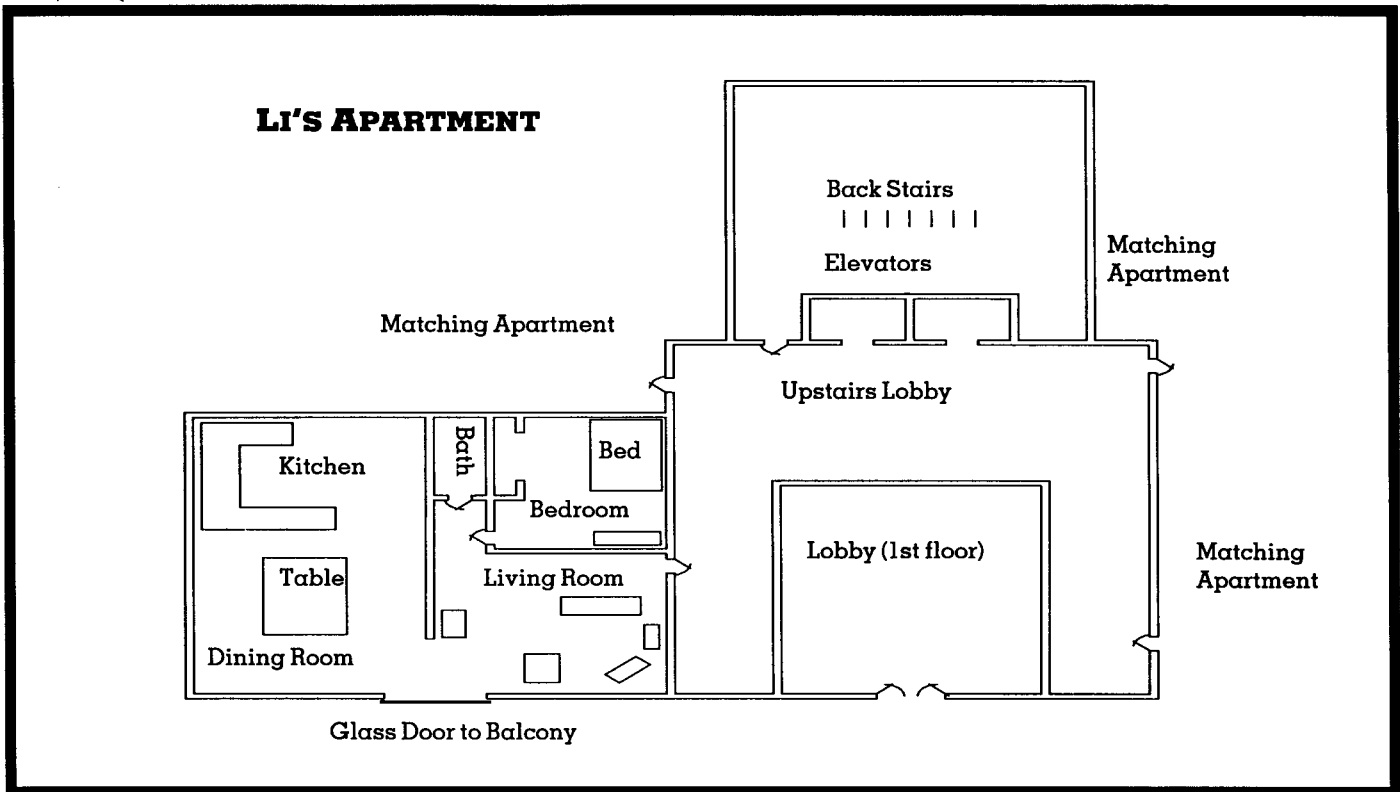 LI'S APARTMENT
Back Stairs
Elevators
Matching
Apartment
Matching Apartment
Upstairs Lobby
Kitchen
Bath
Bed
Bedroom
Lobby (1st floor)
Matching
Apartment
Table
Living Room
Dining Room
Glass Door to Balcony